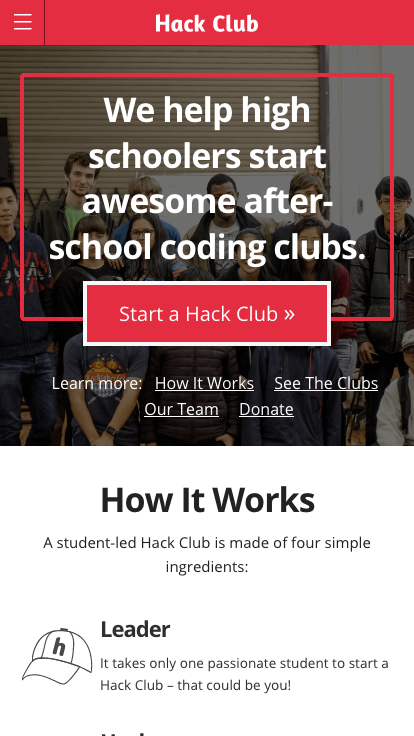 Hack Club
We help high
schoolers start
awesome after-
school coding clubs.
Start a Hack Club »
Learn more: How It Works See The Clubs
Our Team Donate
How It Works
A student-led Hack Club is made of four simple
ingredients:
h
Leader
It takes only one passionate student to start a
Hack Club – that could be you!